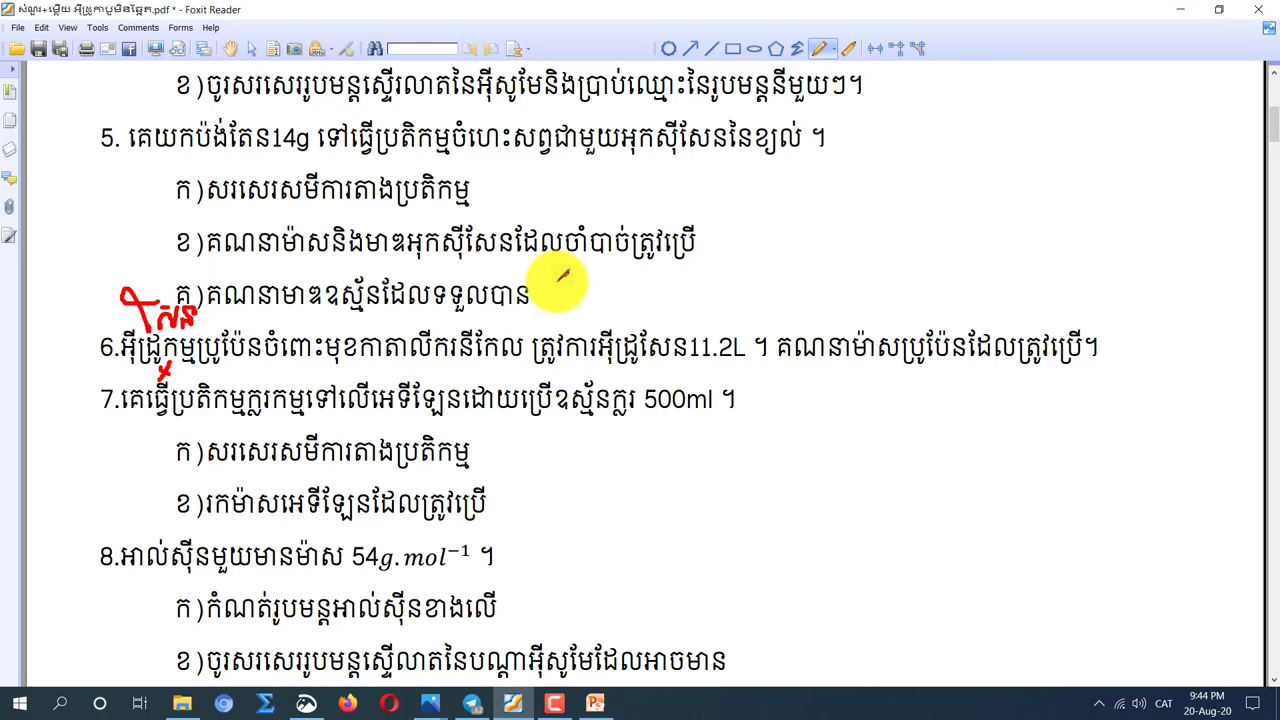 សំណួរ+ចម្លើយ អ៊ីដ្រូកាបួមិនឆ្អែត.pdf * - Foxit Reader
File Edit View Tools Comments Forms Help
ខ)ចូរសរសេររូបមន្តស្ទើរលាតនៃអ៊ីសូមែនិងប្រាប់ឈ្មោះនៃរូបមន្តនីមួយៗ។
5. គេយកប៉ង់តែន14g ទៅធ្វើប្រតិកម្មចំហេះសព្វជាមួយអុកស៊ីសែននៃខ្យល់ ។
ក)សរសេរសមីការតាងប្រតិកម្ម
ខ)គណនាម៉ាសនិងមាឌអុកស៊ីសែនដែលចាំបាច់ត្រូវប្រើ
គ)គណនាមាឌឧស្ម័នដែលទទួលបាន
សែន
6.អ៊ីដ្រូកម្មប្រូប៉ែនចំពោះមុខកាតាលីករនីកែល ត្រូវការអ៊ីដ្រូសែន11.2L ។ គណនាម៉ាសប្រូប៉ែនដែលត្រូវប្រើ។
7.គេធ្វើប្រតិកម្មក្លរកម្មទៅលើអេទីឡែនដោយប្រើឧស្ម័នក្លរ 500ml ។
ក)សរសេរសមីការតាងប្រតិកម្ម
ខ)រកម៉ាសអេទីឡែនដែលត្រូវប្រើ
8.អាល់ស៊ីនមួយមានម៉ាស 54g.mol⁻¹ ។
ក)កំណត់រូបមន្តអាល់ស៊ីនខាងលើ
ខ)ចូរសរសេររូបមន្តស្ទើលាតនៃបណ្តាអ៊ីសូមែដែលអាចមាន
CAT
9:44 PM
20-Aug-20